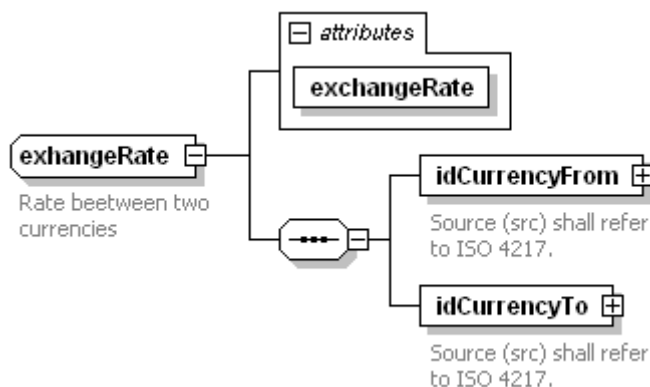 attributes
exchangeRate
exhangeRate
Rate beetween two
currencies
idCurrencyFrom
Source (src) shall refer
to ISO 4217.
idCurrencyTo
Source (src) shall refer
to ISO 4217.